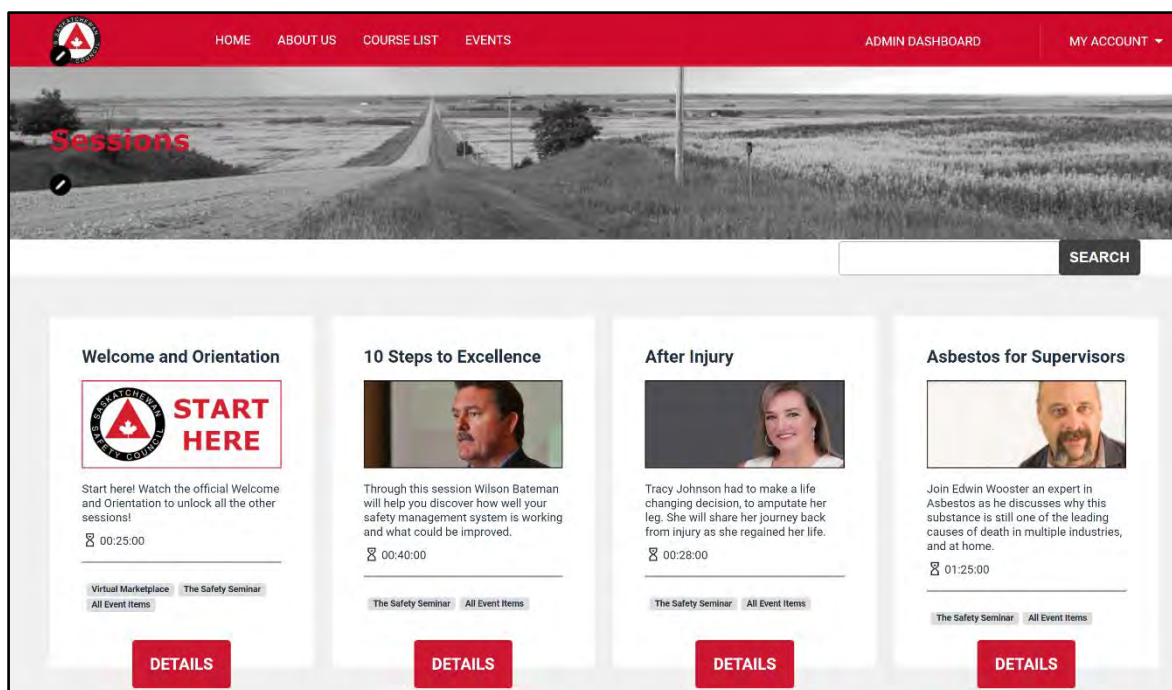 SASKATCHEWAN
COUNCIL
HOME ABOUT US COURSE LIST EVENTS ADMIN DASHBOARD MY ACCOUNT
Sessions
SEARCH
Welcome and Orientation
SASKATCHEWAN
SAFETY COUNCIL
START
HERE
Start here! Watch the official Welcome
and Orientation to unlock all the other
sessions!
00:25:00
Virtual Marketplace The Safety Seminar
All Event Items
DETAILS
10 Steps to Excellence
Through this session Wilson Bateman
will help you discover how well your
safety management system is working
and what could be improved.
00:40:00
The Safety Seminar All Event Items
DETAILS
After Injury
Tracy Johnson had to make a life
changing decision, to amputate her
leg. She will share her journey back
from injury as she regained her life.
00:28:00
The Safety Seminar All Event Items
DETAILS
Asbestos for Supervisors
Join Edwin Wooster an expert in
Asbestos as he discusses why this
substance is still one of the leading
causes of death in multiple industries,
and at home.
01:25:00
The Safety Seminar All Event Items
DETAILS